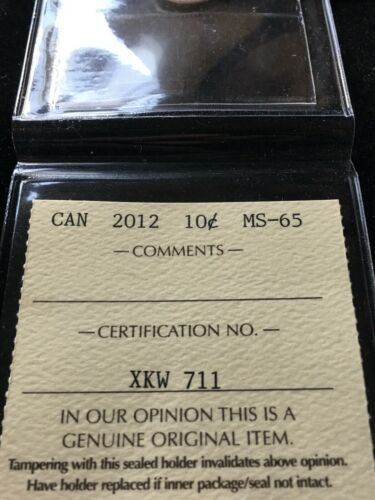 CAN 2012 10¢ MS-65
—COMMENTS—
—CERTIFICATION NO.—
XKW 711
IN OUR OPINION THIS IS A
GENUINE ORIGINAL ITEM.
Tampering with this sealed holder invalidates above opinion.
Have holder replaced if inner package/seal not intact.